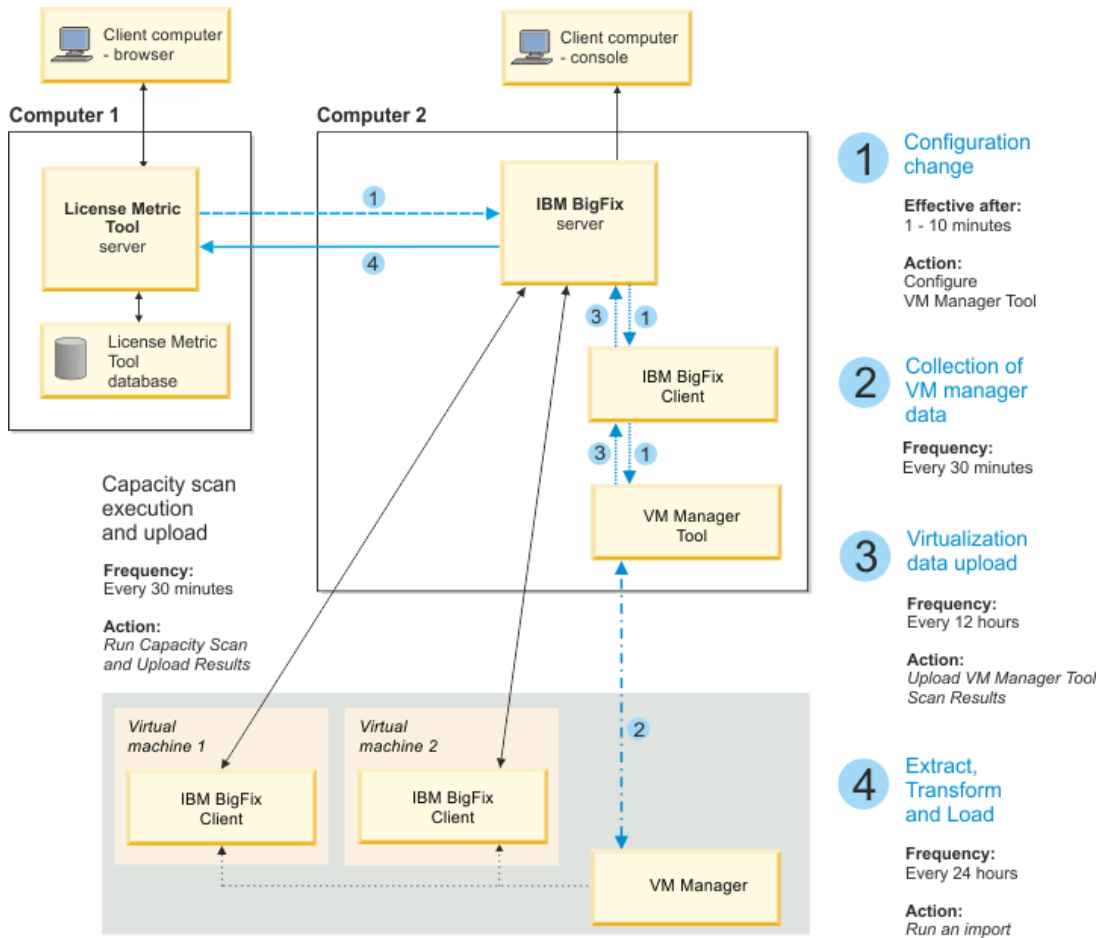 Client computer
- browser
Client computer
- console
Computer 1
Computer 2
License Metric
Tool
server
1
IBM BigFix
server
4
License Metric
Tool
database
3
1
IBM BigFix
Client
3
1
VM Manager
Tool
Capacity scan
execution
and upload
Frequency:
Every 30 minutes
Action:
Run Capacity Scan
and Upload Results
Virtual
machine 1
IBM BigFix
Client
Virtual
machine 2
IBM BigFix
Client
2
VM Manager
1
Configuration
change
Effective after:
1 - 10 minutes
Action:
Configure
VM Manager Tool
2
Collection of
VM manager
data
Frequency:
Every 30 minutes
3
Virtualization
data upload
Frequency:
Every 12 hours
Action:
Upload VM Manager Tool
Scan Results
4
Extract,
Transform
and Load
Frequency:
Every 24 hours
Action:
Run an import